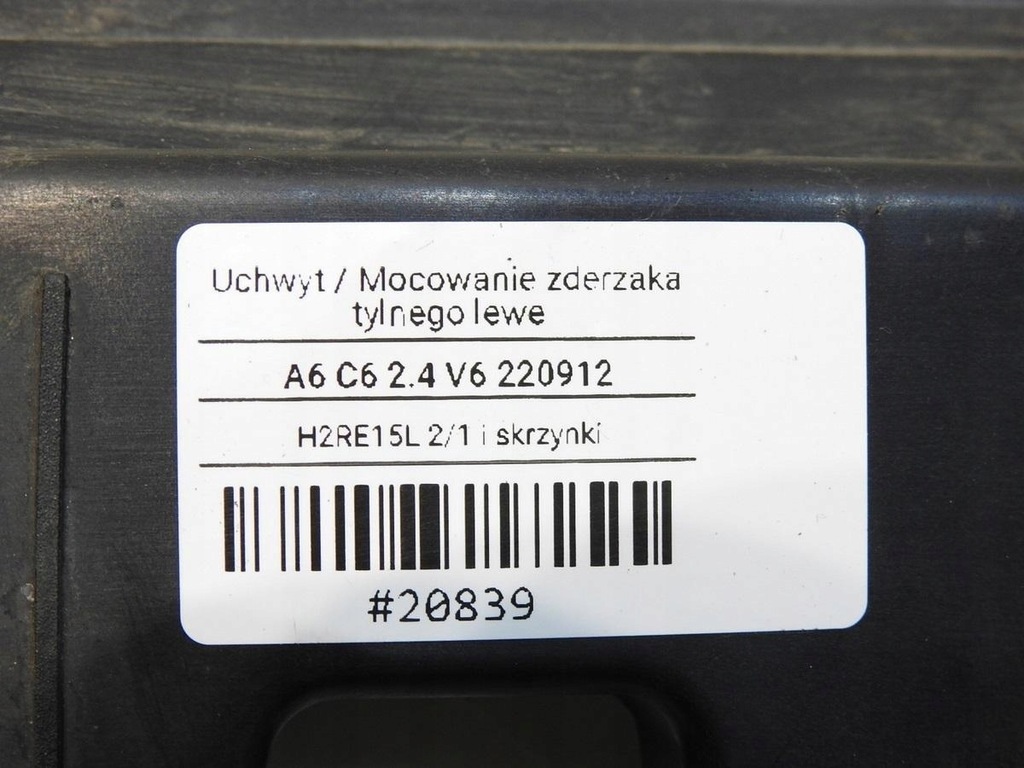 Uchwyt / Mocowanie zderzaka
tylnego lewe
A6 C6 2.4 V6 220912
H2RE15L 2/1 i skrzynki
#20839